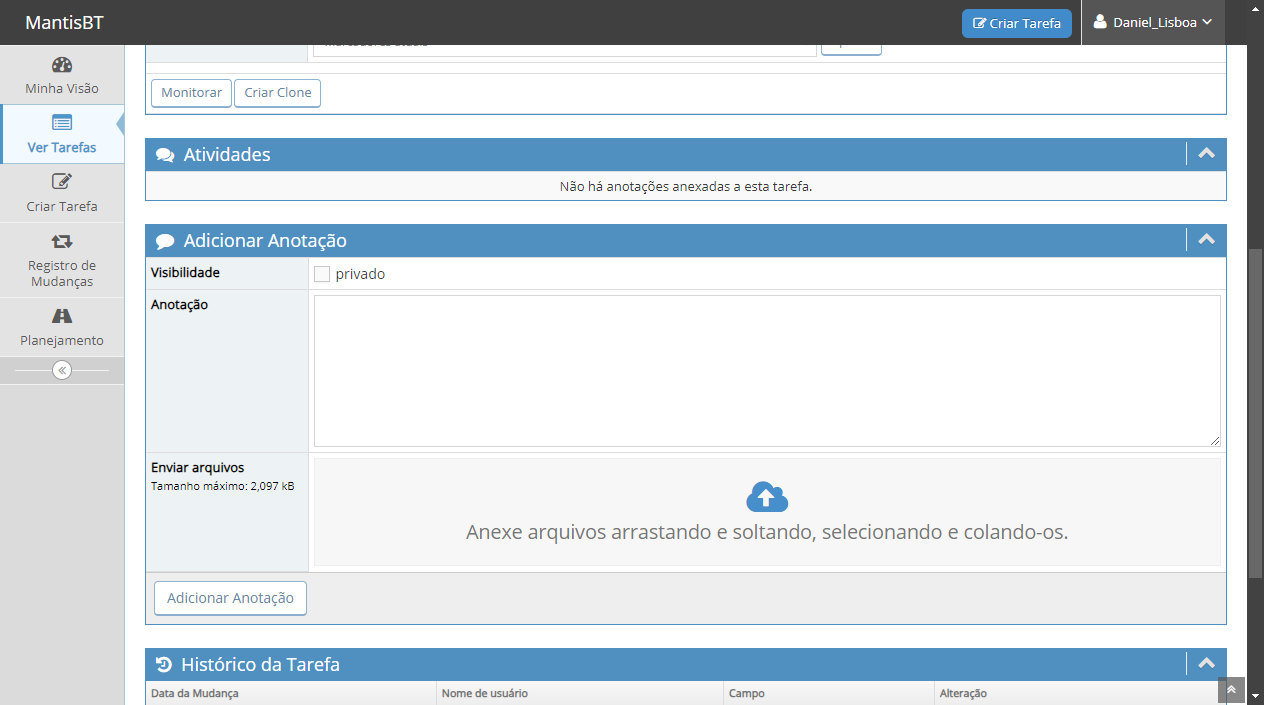 MantisBT
Criar Tarefa
Daniel_Lisboa
Minha Visão
Ver Tarefas
Criar Tarefa
Registro de
Mudanças
Planejamento
Monitorar
Criar Clone
Atividades
Não há anotações anexadas a esta tarefa.
Adicionar Anotação
Visibilidade
privado
Anotação
Enviar arquivos
Tamanho máximo: 2,097 kB
Anexe arquivos arrastando e soltando, selecionando e colando-os.
Adicionar Anotação
Histórico da Tarefa
Data da Mudança
Nome de usuário
Campo
Alteração